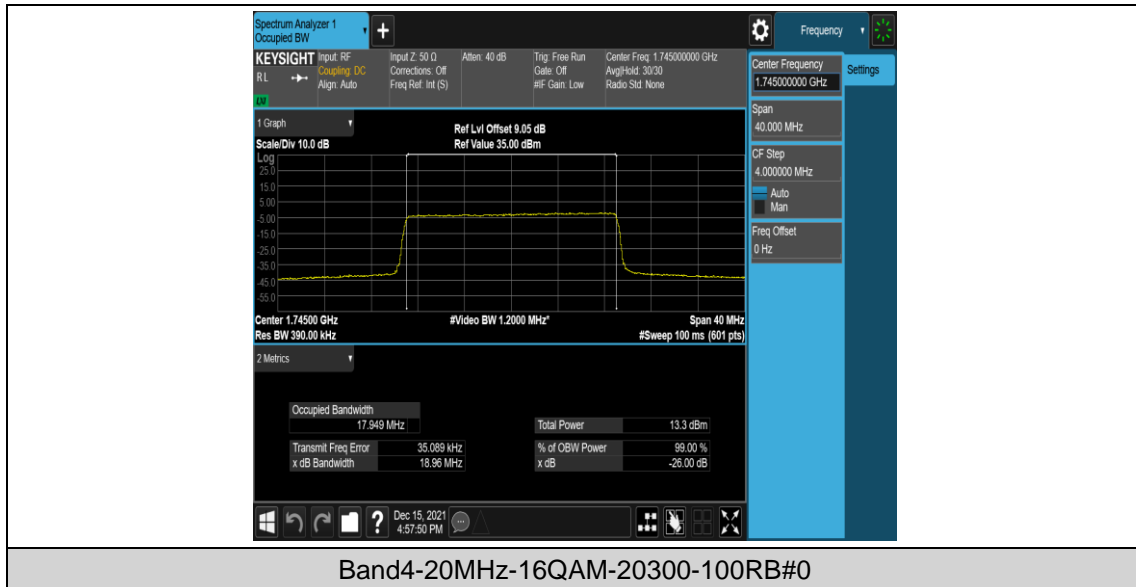 Spectrum Analyzer 1
Occupied BW
+
Frequency
KEYSIGHT
Input: RF
Input Z: 50 Ω
Atten: 40 dB
Trig: Free Run
Center Freq: 1.745000000 GHz
RL
Coupling: DC
Corrections: Off
Gate: Off
Avg|Hold: 30/30
Align: Auto
Freq Ref: Int (S)
#IF Gain: Low
Radio Std: None
LXI
Center Frequency
1.745000000 GHz
Settings
Span
40.000 MHz
CF Step
4.000000 MHz
Auto
Man
Freq Offset
0 Hz
1 Graph
Ref Lvl Offset 9.05 dB
Scale/Div 10.0 dB
Ref Value 35.00 dBm
Log
25.0
15.0
5.00
-5.00
-15.0
-25.0
-35.0
-45.0
-55.0
Center 1.74500 GHz
#Video BW 1.2000 MHz*
Span 40 MHz
Res BW 390.00 kHz
#Sweep 100 ms (601 pts)
2 Metrics
Occupied Bandwidth
17.949 MHz
Total Power
13.3 dBm
Transmit Freq Error
35.089 kHz
% of OBW Power
99.00 %
x dB Bandwidth
18.96 MHz
x dB
-26.00 dB
?
Dec 15, 2021
4:57:50 PM
Band4-20MHz-16QAM-20300-100RB#0